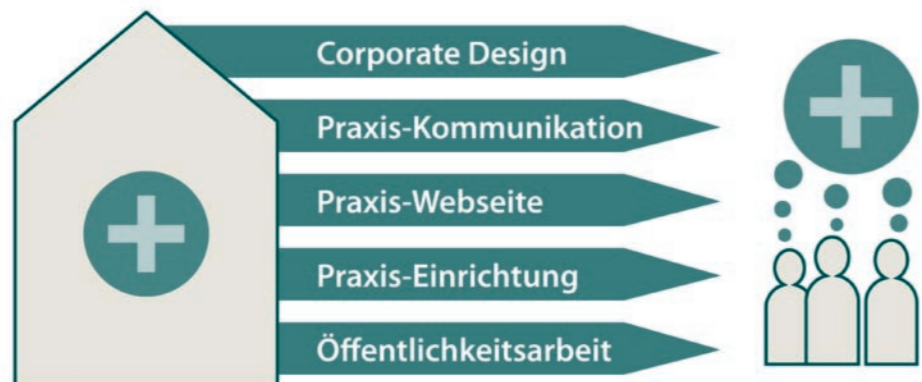 Corporate Design
Praxis-Kommunikation
Praxis-Webseite
Praxis-Einrichtung
Öffentlichkeitsarbeit